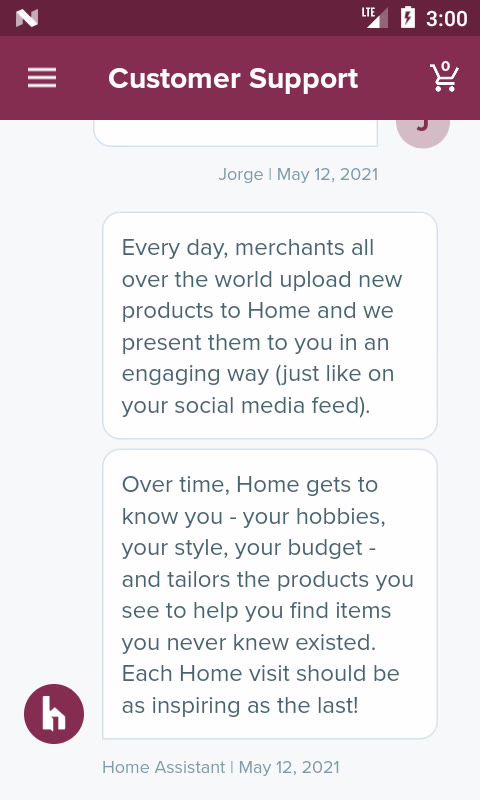 LTE 3:00
Customer Support
0
J
Jorge | May 12, 2021
Every day, merchants all
over the world upload new
products to Home and we
present them to you in an
engaging way (just like on
your social media feed).
Over time, Home gets to
know you - your hobbies,
your style, your budget -
and tailors the products you
see to help you find items
you never knew existed.
Each Home visit should be
as inspiring as the last!
h
Home Assistant | May 12, 2021